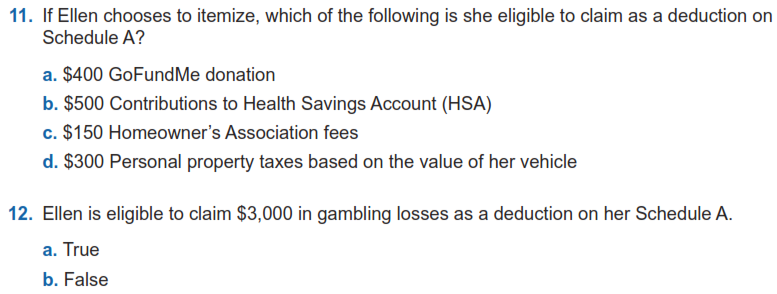 11. If Ellen chooses to itemize, which of the following is she eligible to claim as a deduction on
Schedule A?
a. $400 GoFundMe donation
b. $500 Contributions to Health Savings Account (HSA)
c. $150 Homeowner's Association fees
d. $300 Personal property taxes based on the value of her vehicle
12. Ellen is eligible to claim $3,000 in gambling losses as a deduction on her Schedule A.
a. True
b. False